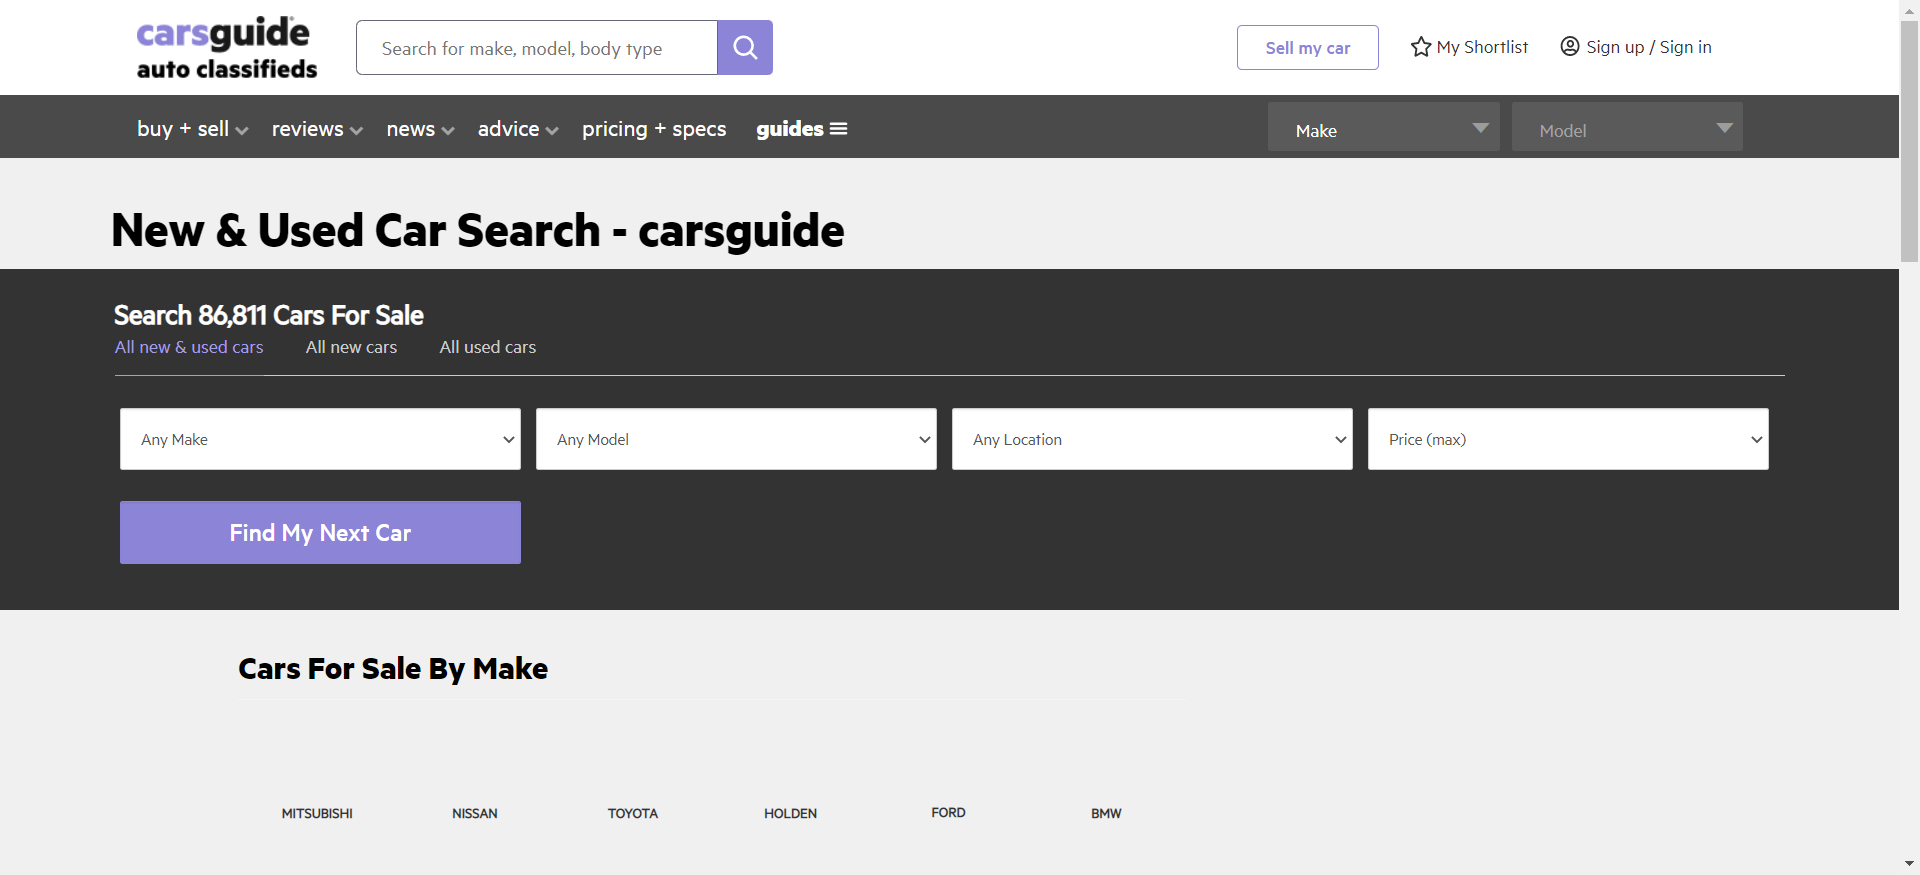 carsguide
auto classifieds
Search for make, model, body type
Sell my car
My Shortlist
Sign up / Sign in
buy + sell
reviews
news
advice
pricing + specs
guides
Make
Model
New & Used Car Search - carsguide
Search 86,811 Cars For Sale
All new & used cars
All new cars
All used cars
Any Make
Any Model
Any Location
Price (max)
Find My Next Car
Cars For Sale By Make
MITSUBISHI
NISSAN
TOYOTA
HOLDEN
FORD
BMW